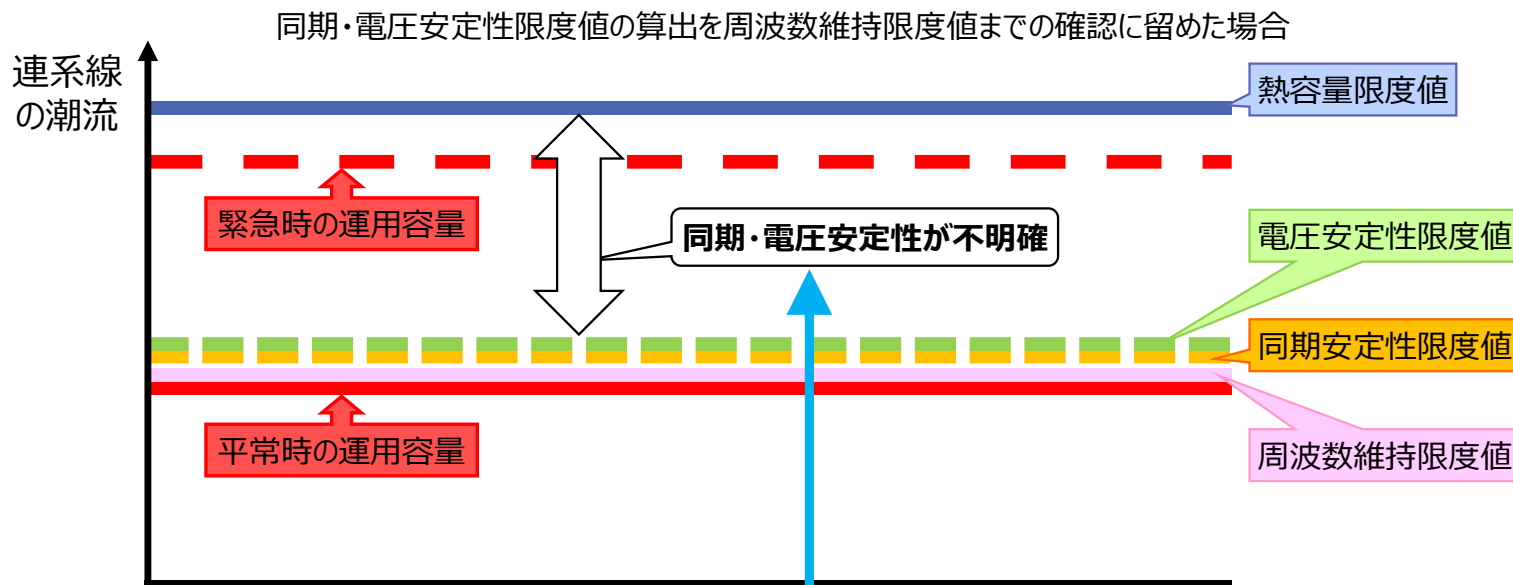 同期・電圧安定性限度値の算出を周波数維持限度値までの確認に留めた場合
連系線
の潮流
熱容量限度値
緊急時の運用容量
同期・電圧安定性が不明確
電圧安定性限度値
同期安定性限度値
平常時の運用容量
周波数維持限度値